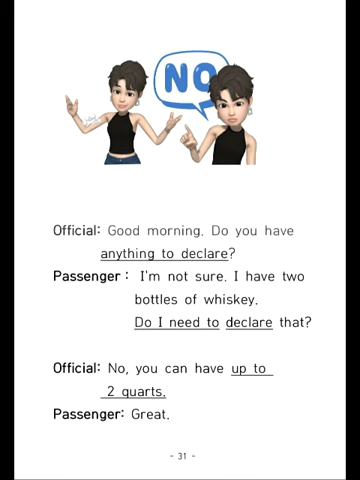 NO
Official: Good morning. Do you have
anything to declare?
Passenger : I'm not sure. I have two
bottles of whiskey.
Do I need to declare that?
Official: No, you can have up to
2 quarts.
Passenger: Great.
- 31 -